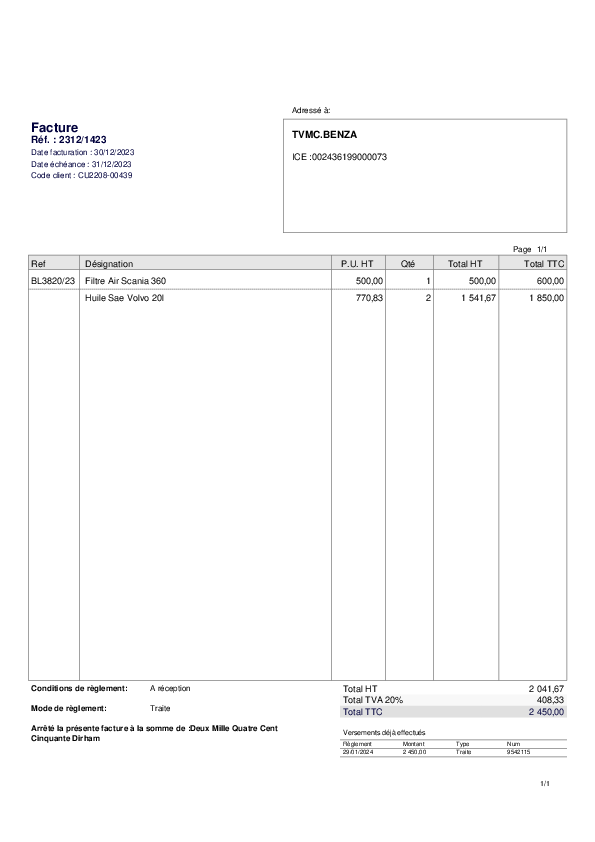 Adressé à:
Facture
Réf. : 2312/1423
Date facturation : 30/12/2023
Date échéance : 31/12/2023
Code client : CU2208-00439
TVMC.BENZA
ICE :002436199000073
Page 1/1
Ref Désignation P.U. HT Qté Total HT Total TTC
BL3820/23 Filtre Air Scania 360 500,00 1 500,00 600,00
Huile Sae Volvo 20l 770,83 2 1 541,67 1 850,00
Conditions de règlement: A réception
Mode de règlement: Traite
Arrêté la présente facture à la somme de :Deux Mille Quatre Cent
Cinquante Dirham
Total HT 2 041,67
Total TVA 20% 408,33
Total TTC 2 450,00
Versements déjà effectués
Règlement Montant Type Num
29/01/2024 2 450,00 Traite 9542115
1/1